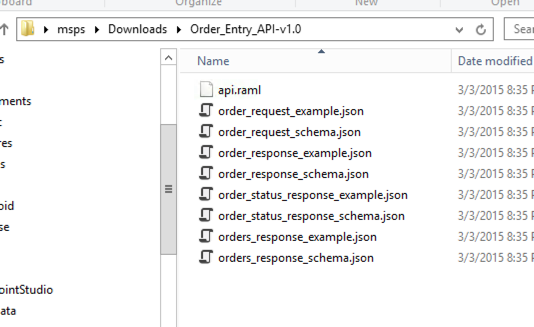 board Organize New Open
msps Downloads Order_Entry_API-v1.0 Sear
Name Date modified
api.raml 3/3/2015 8:35 P
order_request_example.json 3/3/2015 8:35 P
order_request_schema.json 3/3/2015 8:35 P
order_response_example.json 3/3/2015 8:35 P
order_response_schema.json 3/3/2015 8:35 P
order_status_response_example.json 3/3/2015 8:35 P
order_status_response_schema.json 3/3/2015 8:35 P
orders_response_example.json 3/3/2015 8:35 P
orders_response_schema.json 3/3/2015 8:35 P
s
ments
t
res
s
oid
se
ointStudio
ata